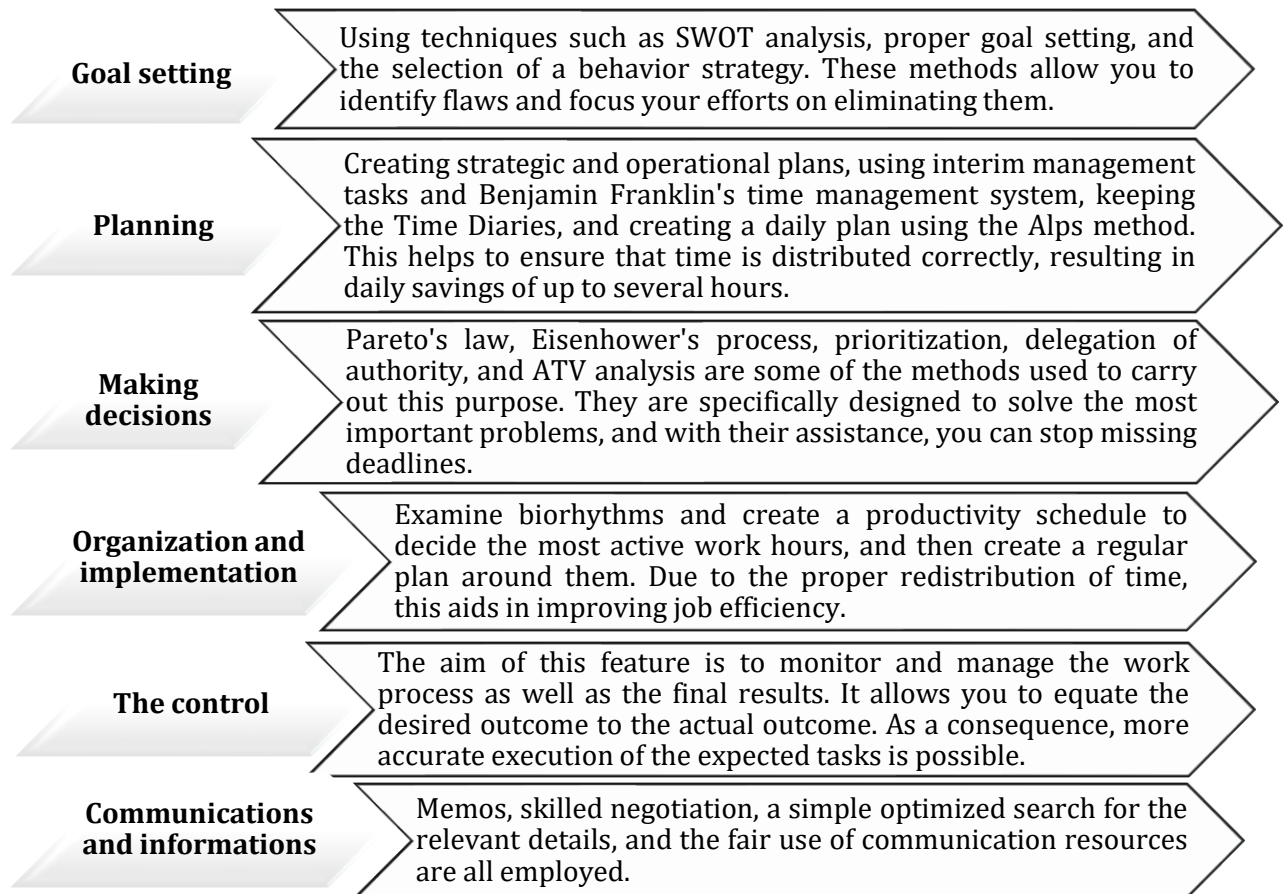 Goal setting
Using techniques such as SWOT analysis, proper goal setting, and
the selection of a behavior strategy. These methods allow you to
identify flaws and focus your efforts on eliminating them.
Planning
Creating strategic and operational plans, using interim management
tasks and Benjamin Franklin's time management system, keeping
the Time Diaries, and creating a daily plan using the Alps method.
This helps to ensure that time is distributed correctly, resulting in
daily savings of up to several hours.
Making
decisions
Pareto's law, Eisenhower's process, prioritization, delegation of
authority, and ATV analysis are some of the methods used to carry
out this purpose. They are specifically designed to solve the most
important problems, and with their assistance, you can stop missing
deadlines.
Organization and
implementation
Examine biorhythms and create a productivity schedule to
decide the most active work hours, and then create a regular
plan around them. Due to the proper redistribution of time,
this aids in improving job efficiency.
The control
The aim of this feature is to monitor and manage the work
process as well as the final results. It allows you to equate the
desired outcome to the actual outcome. As a consequence, more
accurate execution of the expected tasks is possible.
Communications
and informations
Memos, skilled negotiation, a simple optimized search for the
relevant details, and the fair use of communication resources
are all employed.